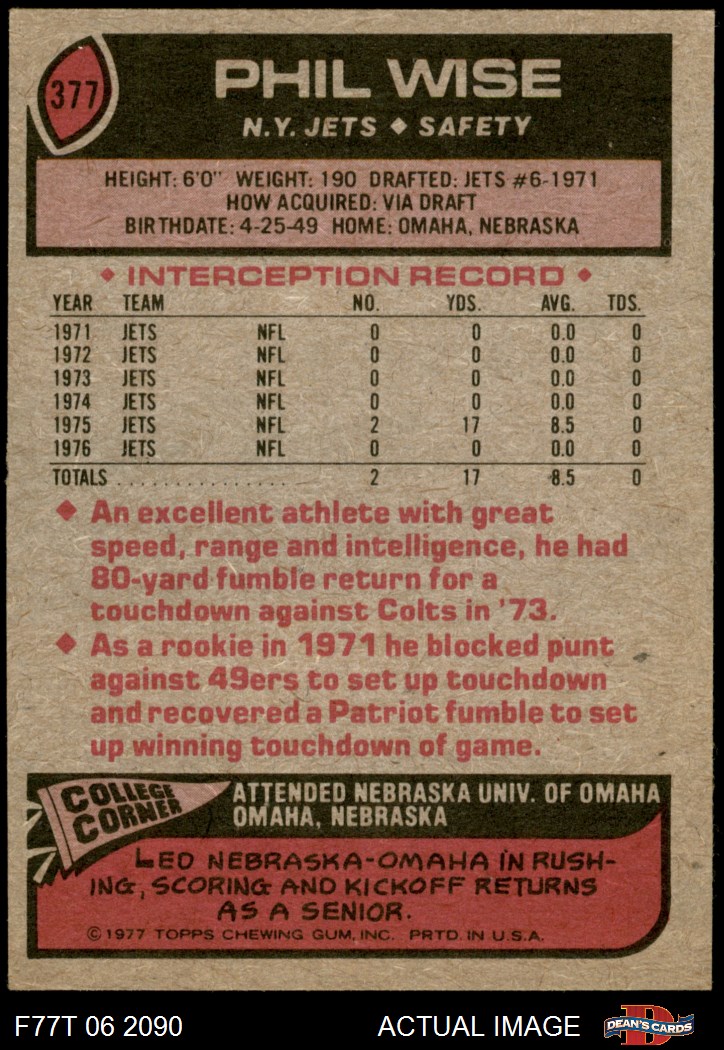 377
PHIL WISE
N.Y. JETS ◆ SAFETY
HEIGHT: 6'0" WEIGHT: 190 DRAFTED: JETS #6-1971
HOW ACQUIRED: VIA DRAFT
BIRTHDATE: 4-25-49 HOME: OMAHA, NEBRASKA
◆ INTERCEPTION RECORD ◆
YEAR TEAM NO. YDS. AVG. TDS.
1971 JETS NFL 0 0 0.0 0
1972 JETS NFL 0 0 0.0 0
1973 JETS NFL 0 0 0.0 0
1974 JETS NFL 0 0 0.0 0
1975 JETS NFL 2 17 8.5 0
1976 JETS NFL 0 0 0.0 0
TOTALS . . . . . . . . . . . . . . . . 2 17 8.5 0
◆ An excellent athlete with great
speed, range and intelligence, he had
80-yard fumble return for a
touchdown against Colts in '73.
◆ As a rookie in 1971 he blocked punt
against 49ers to set up touchdown
and recovered a Patriot fumble to set
up winning touchdown of game.
COLLEGE
CORNER
ATTENDED NEBRASKA UNIV. OF OMAHA
OMAHA, NEBRASKA
LED NEBRASKA-OMAHA IN RUSH-
ING, SCORING AND KICKOFF RETURNS
AS A SENIOR.
© 1977 TOPPS CHEWING GUM, INC. PRTD. IN U.S.A.
F77T 06 2090 ACTUAL IMAGE
D
DEAN'S CARDS